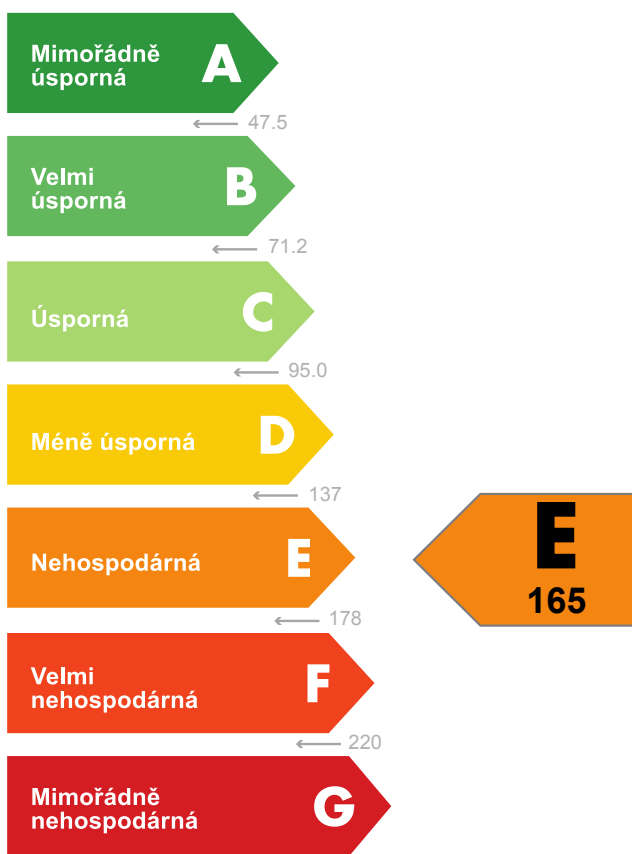 Mimořádně
úsporná
A
47.5
Velmi
úsporná
B
71.2
Úsporná
C
95.0
Méně úsporná
D
137
Nehospodárná
E
178
Velmi
nehospodárná
F
220
Mimořádně
nehospodárná
G
E
165